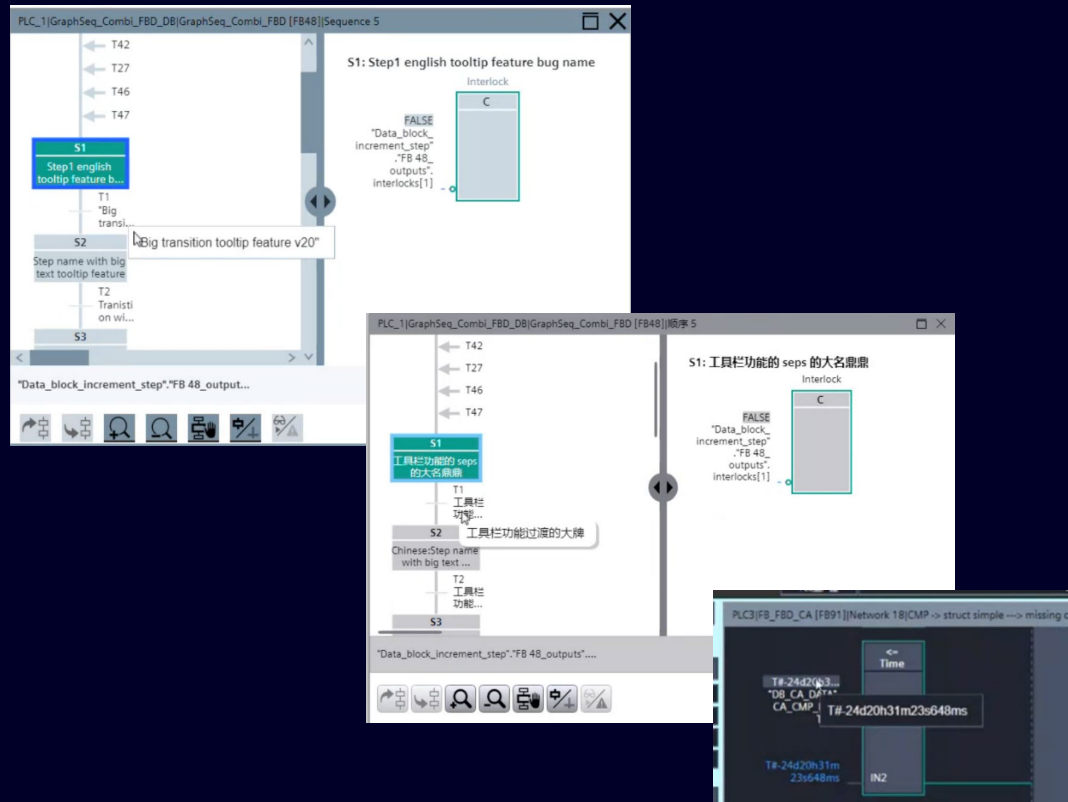 PLC_1|GraphSeq_Combi_FBD_DB|GraphSeq_Combi_FBD [FB48]|Sequence 5
T42
T27
T46
T47
S1
Step1 english
tooltip feature b...
T1
"Big
transi...
"Big transition tooltip feature v20"
S2
Step name with big
text tooltip feature
T2
Transti
on wi...
S3
"Data_block_increment_step"."FB 48_output...
S1: Step1 english tooltip feature bug name
Interlock
C
FALSE
"Data_block_
increment_step"
."FB 48_
outputs".
interlocks[1]
PLC_1|GraphSeq_Combi_FBD_DB|GraphSeq_Combi_FBD [FB48]|顺序 5
T42
T27
T46
T47
S1
工具栏功能的 seps
的大名鼎鼎
T1
工具栏
功能...
工具栏功能过渡的大牌
S2
Chinese:Step name
with big text ...
T2
工具栏
功能...
S3
"Data_block_increment_step"."FB 48_outputs"....
S1: 工具栏功能的 seps 的大名鼎鼎
Interlock
C
FALSE
"Data_block_
increment_step"
."FB 48_
outputs".
interlocks[1]
PLC3|FB_FBD_CA [FB91]|Network 18|CMP -> struct simple ---> missing
<=
Time
T#-24d20h3...
"DB_CA_DATA"
CA_CMP_
T#-24d20h31m23s648ms
T#-24d20h31m
23s648ms
IN2